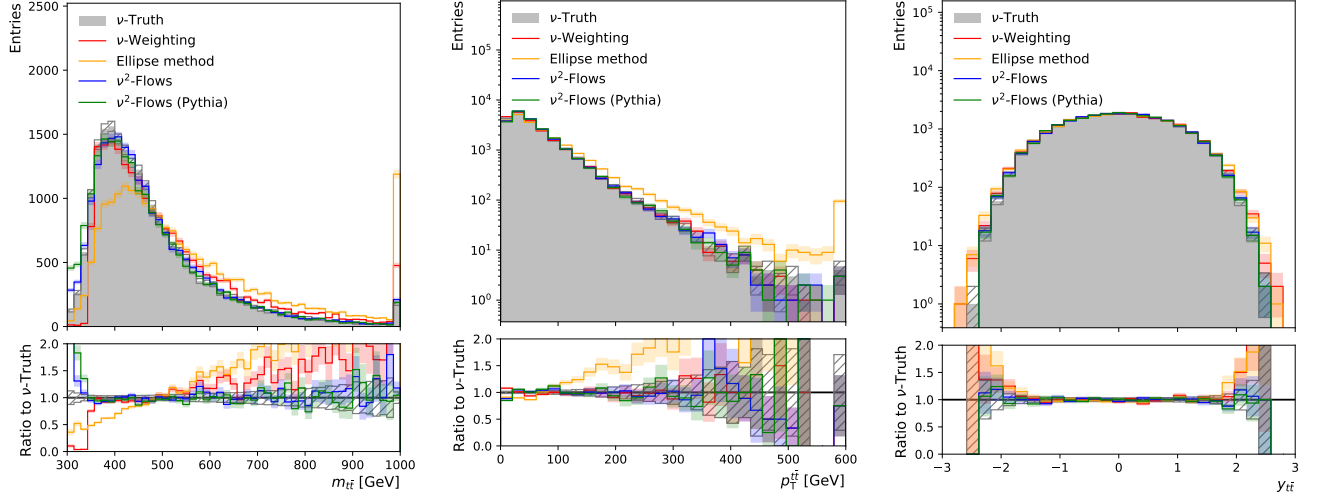 Entries
2500
2000
1500
1000
500
0
ν-Truth
ν-Weighting
Ellipse method
ν²-Flows
ν²-Flows (Pythia)
Ratio to ν-Truth
2.0
1.5
1.0
0.5
0.0
300 400 500 600 700 800 900 1000
m_{tt̄} [GeV]
Entries
10⁵
10⁴
10³
10²
10¹
10⁰
ν-Truth
ν-Weighting
Ellipse method
ν²-Flows
ν²-Flows (Pythia)
Ratio to ν-Truth
2.0
1.5
1.0
0.5
0.0
0 100 200 300 400 500 600
p_T^{tt̄} [GeV]
Entries
10⁵
10⁴
10³
10²
10¹
10⁰
ν-Truth
ν-Weighting
Ellipse method
ν²-Flows
ν²-Flows (Pythia)
Ratio to ν-Truth
2.0
1.5
1.0
0.5
0.0
−3 −2 −1 0 1 2 3
y_{tt̄}